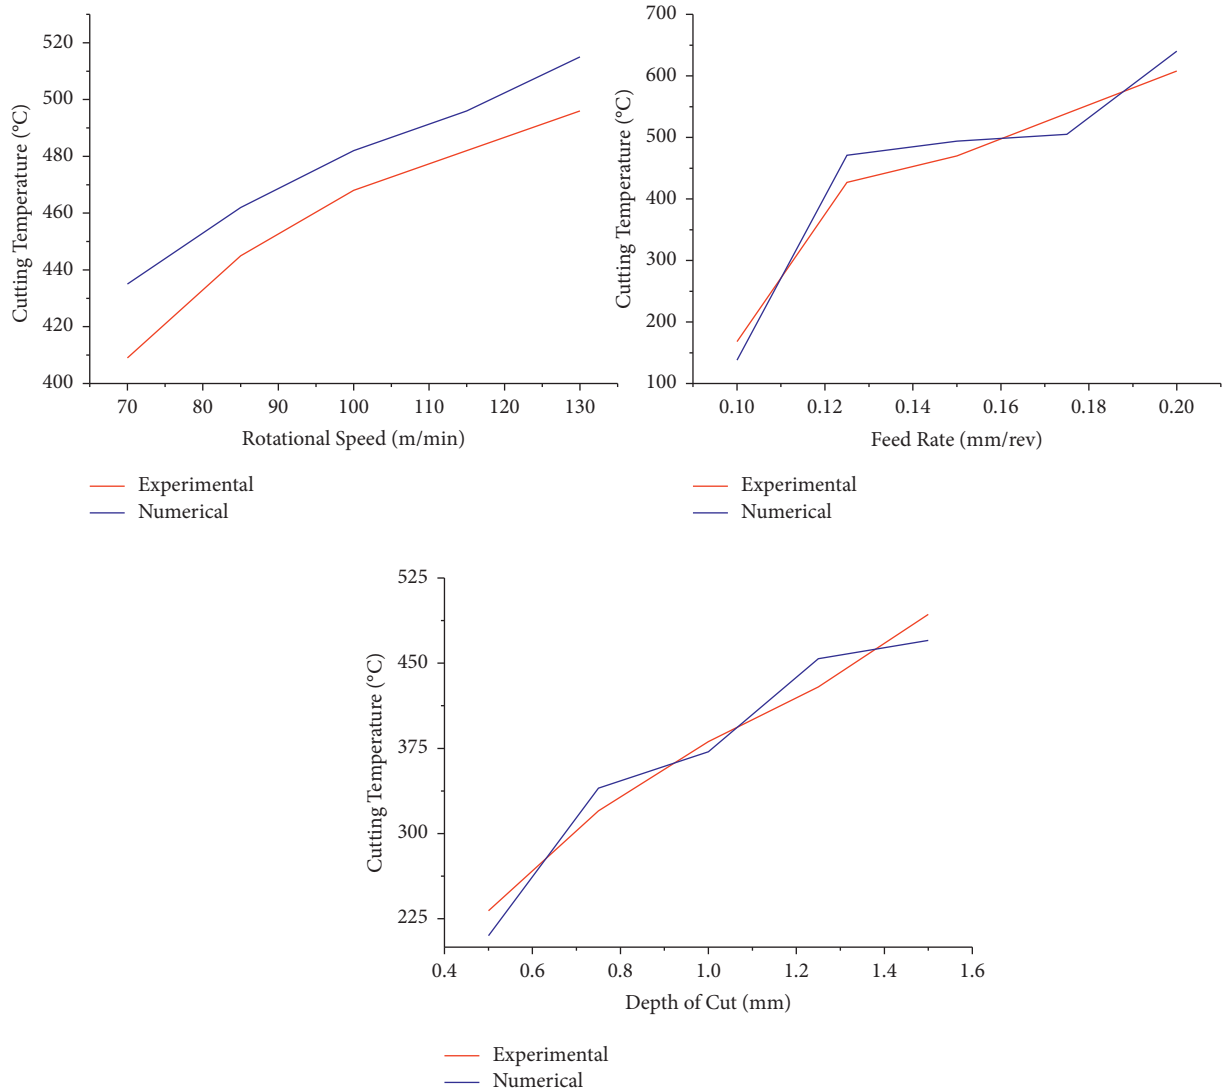 520
500
480
460
440
420
400
Cutting Temperature (°C)
70 80 90 100 110 120 130
Rotational Speed (m/min)
Experimental
Numerical
700
600
500
400
300
200
100
Cutting Temperature (°C)
0.10 0.12 0.14 0.16 0.18 0.20
Feed Rate (mm/rev)
Experimental
Numerical
525
450
375
300
225
Cutting Temperature (°C)
0.4 0.6 0.8 1.0 1.2 1.4 1.6
Depth of Cut (mm)
Experimental
Numerical